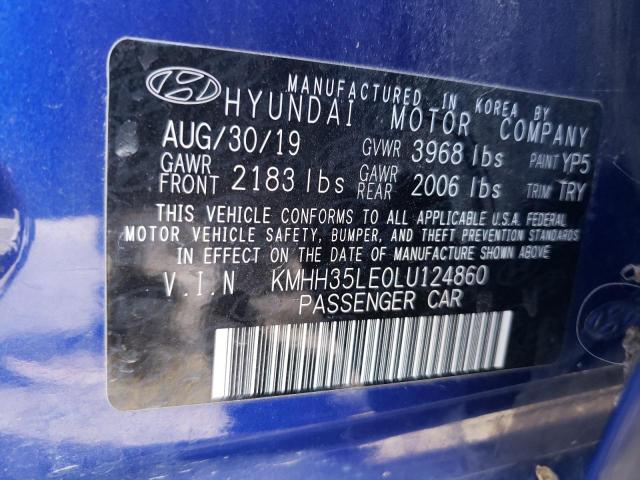 MANUFACTURED IN KOREA BY
HYUNDAI MOTOR COMPANY
AUG/30/19 GVWR 3968 lbs PAINT YP5
GAWR FRONT 2183 lbs GAWR REAR 2006 lbs TRIM TRY
THIS VEHICLE CONFORMS TO ALL APPLICABLE U.S.A. FEDERAL
MOTOR VEHICLE SAFETY, BUMPER, AND THEFT PREVENTION STANDARDS
IN EFFECT ON THE DATE OF MANUFACTURE SHOWN ABOVE
V.I.N KMHH35LE0LU124860
PASSENGER CAR